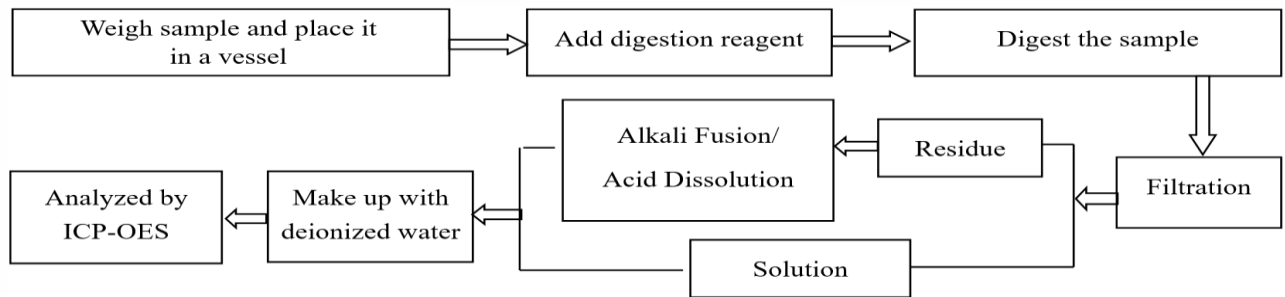 Weigh sample and place it
in a vessel
Add digestion reagent
Digest the sample
Filtration
Residue
Alkali Fusion/
Acid Dissolution
Solution
Make up with
deionized water
Analyzed by
ICP-OES